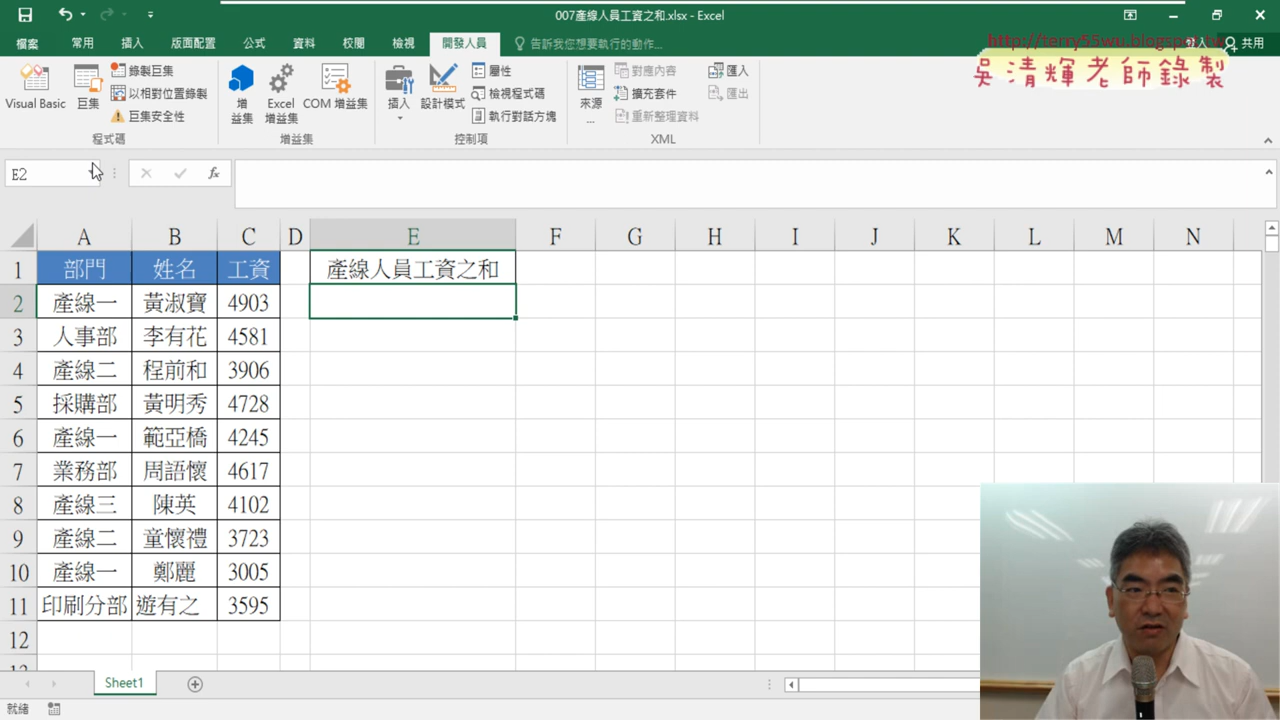 007產線人員工資之和.xlsx - Excel
檔案 常用 插入 版面配置 公式 資料 校閱 檢視 開發人員 告訴我您想要執行的動作... 登入 共用
http://terry55wu.blogspot.tw
吳清輝老師錄製
Visual Basic 巨集 錄製巨集 以相對位置錄製 巨集安全性
程式碼
增益集 Excel 增益集 COM 增益集
增益集
插入 設計模式 屬性 檢視程式碼 執行對話方塊
控制項
來源... 對應內容 擴充套件 重新整理資料 匯入 匯出
XML
E2 fx
A B C D E F G H I J K L M N
1 部門 姓名 工資 產線人員工資之和
2 產線一 黃淑寶 4903
3 人事部 李有花 4581
4 產線二 程前和 3906
5 採購部 黃明秀 4728
6 產線一 範亞橋 4245
7 業務部 周語懷 4617
8 產線三 陳英 4102
9 產線二 童懷禮 3723
10 產線一 鄭麗 3005
11 印刷分部 遊有之 3595
12
Sheet1
就緒